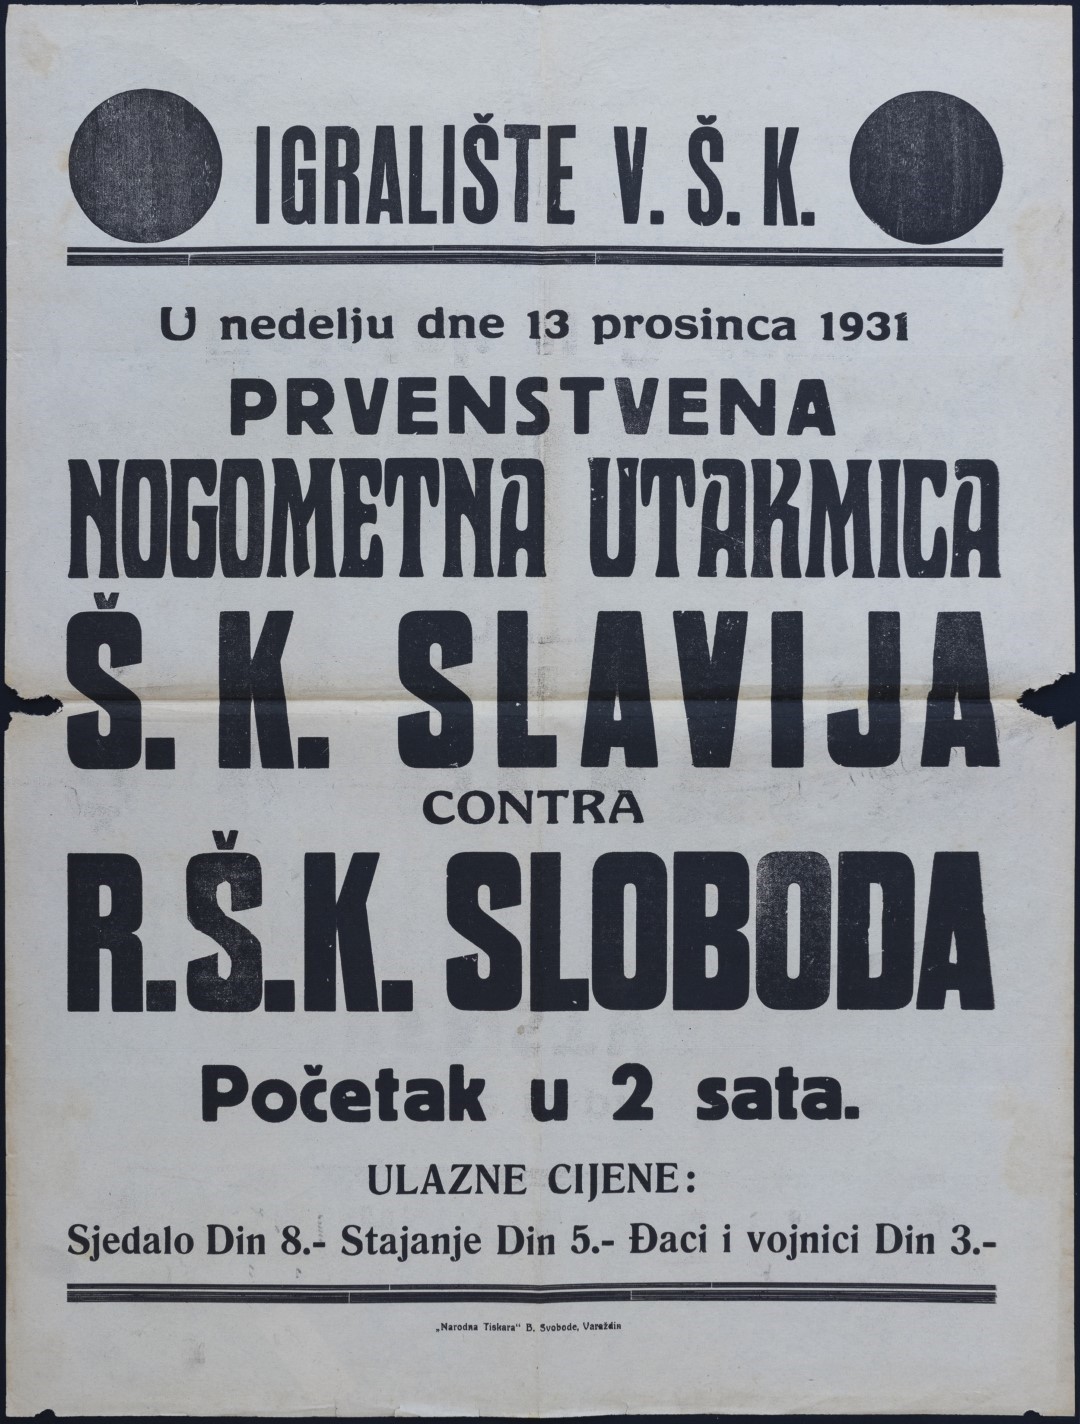 IGRALIŠTE V. Š. K.
U nedelju dne 13 prosinca 1931
PRVENSTVENA
NOGOMETNA UTAKMICA
Š. K. SLAVIJA
CONTRA
R.Š.K. SLOBODA
Početak u 2 sata.
ULAZNE CIJENE:
Sjedalo Din 8.- Stajanje Din 5.- Đaci i vojnici Din 3.-
„Narodna Tiskara“ B. Svobode, Varaždin